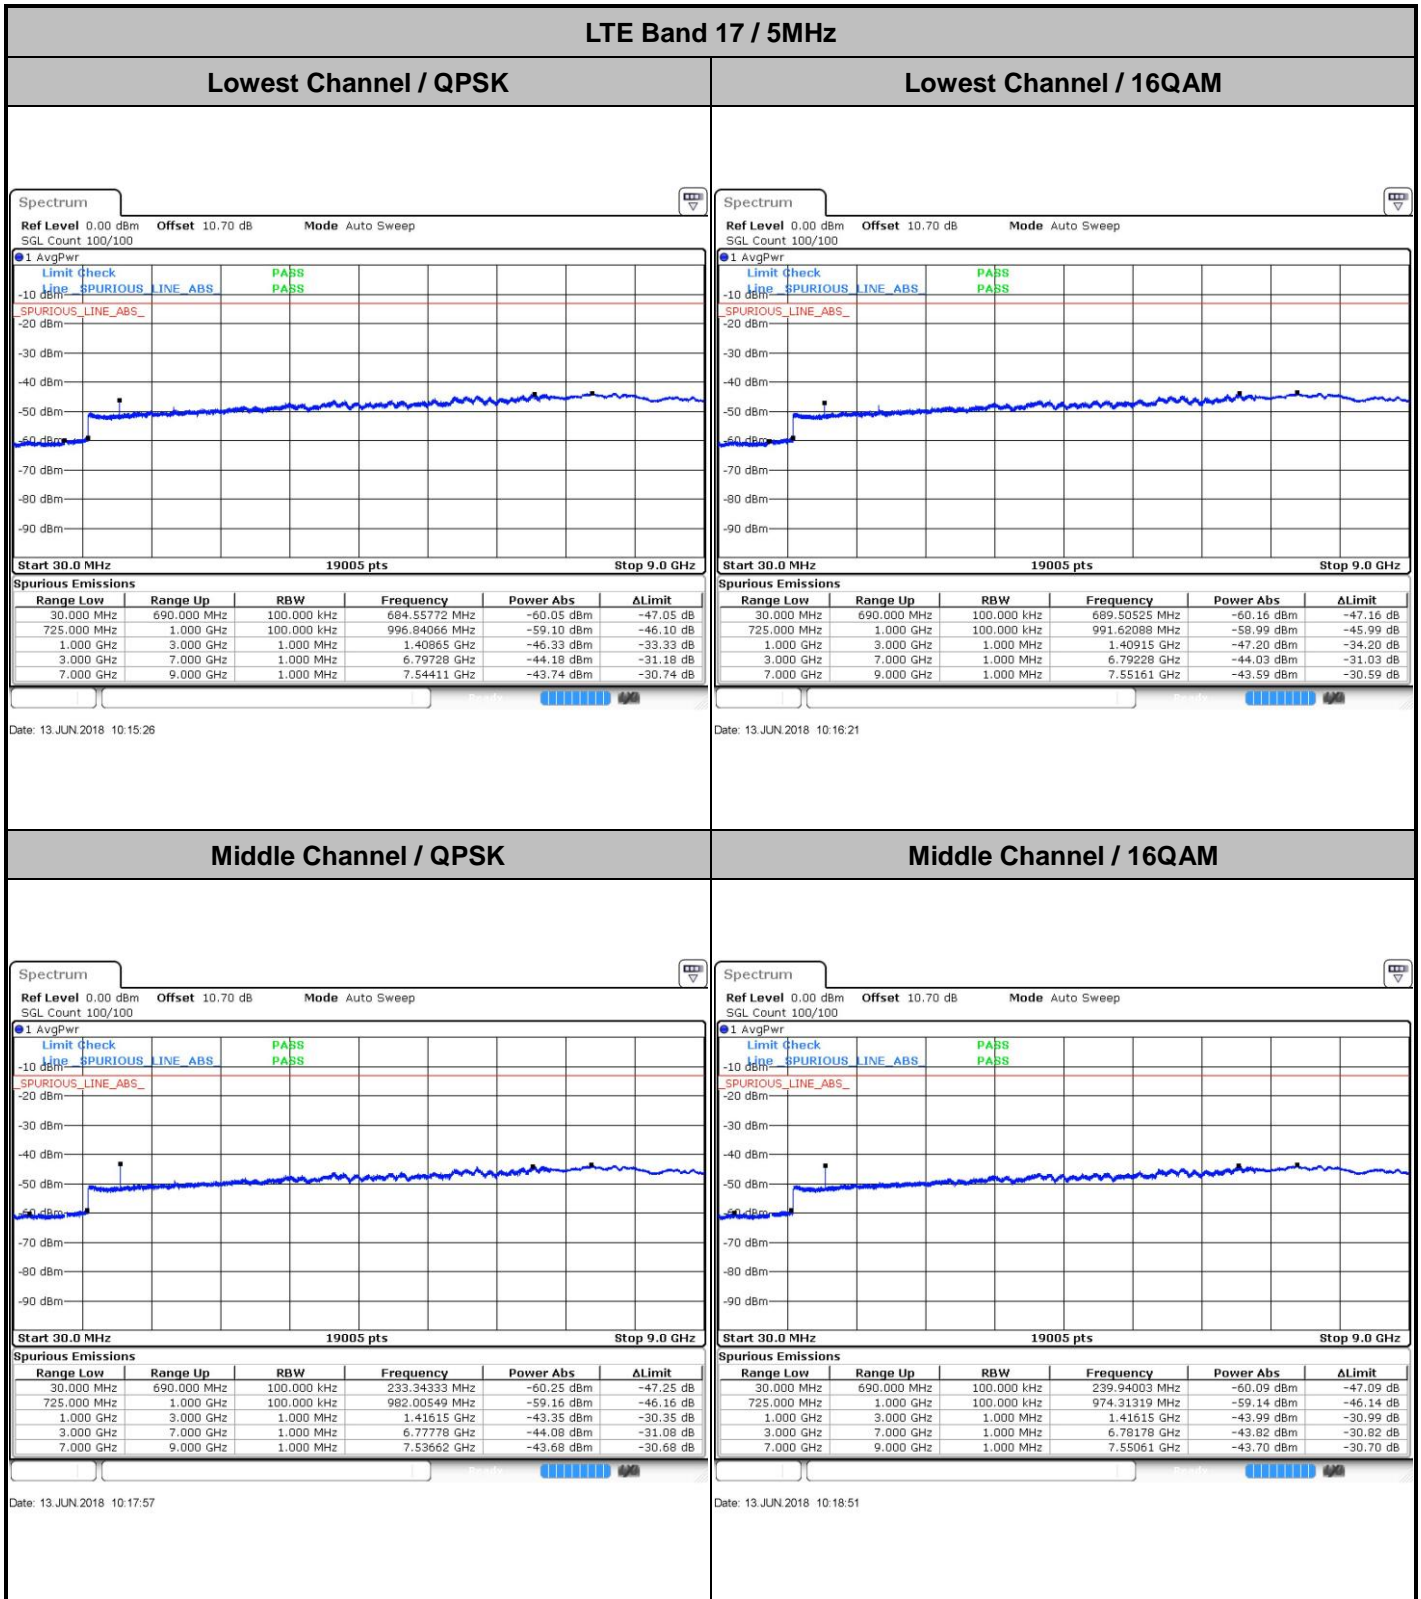 LTE Band 17 / 5MHz
Lowest Channel / QPSK
Lowest Channel / 16QAM
Spectrum
Ref Level 0.00 dBm Offset 10.70 dB Mode Auto Sweep
SGL Count 100/100
1 AvgPwr
Limit Check PASS
Line _SPURIOUS_LINE_ABS_ PASS
-10 dBm
_SPURIOUS_LINE_ABS_
-20 dBm
-30 dBm
-40 dBm
-50 dBm
-60 dBm
-70 dBm
-80 dBm
-90 dBm
Start 30.0 MHz 19005 pts Stop 9.0 GHz
Spurious Emissions
Range Low Range Up RBW Frequency Power Abs ΔLimit
30.000 MHz 690.000 MHz 100.000 kHz 684.55772 MHz -60.05 dBm -47.05 dB
725.000 MHz 1.000 GHz 100.000 kHz 996.84066 MHz -59.10 dBm -46.10 dB
1.000 GHz 3.000 GHz 1.000 MHz 1.40865 GHz -46.33 dBm -33.33 dB
3.000 GHz 7.000 GHz 1.000 MHz 6.79728 GHz -44.18 dBm -31.18 dB
7.000 GHz 9.000 GHz 1.000 MHz 7.54411 GHz -43.74 dBm -30.74 dB
Date: 13.JUN.2018 10:15:26
Spectrum
Ref Level 0.00 dBm Offset 10.70 dB Mode Auto Sweep
SGL Count 100/100
1 AvgPwr
Limit Check PASS
Line _SPURIOUS_LINE_ABS_ PASS
-10 dBm
_SPURIOUS_LINE_ABS_
-20 dBm
-30 dBm
-40 dBm
-50 dBm
-60 dBm
-70 dBm
-80 dBm
-90 dBm
Start 30.0 MHz 19005 pts Stop 9.0 GHz
Spurious Emissions
Range Low Range Up RBW Frequency Power Abs ΔLimit
30.000 MHz 690.000 MHz 100.000 kHz 689.50525 MHz -60.16 dBm -47.16 dB
725.000 MHz 1.000 GHz 100.000 kHz 991.62088 MHz -58.99 dBm -45.99 dB
1.000 GHz 3.000 GHz 1.000 MHz 1.40915 GHz -47.20 dBm -34.20 dB
3.000 GHz 7.000 GHz 1.000 MHz 6.79228 GHz -44.03 dBm -31.03 dB
7.000 GHz 9.000 GHz 1.000 MHz 7.55161 GHz -43.59 dBm -30.59 dB
Date: 13.JUN.2018 10:16:21
Middle Channel / QPSK
Middle Channel / 16QAM
Spectrum
Ref Level 0.00 dBm Offset 10.70 dB Mode Auto Sweep
SGL Count 100/100
1 AvgPwr
Limit Check PASS
Line _SPURIOUS_LINE_ABS_ PASS
-10 dBm
_SPURIOUS_LINE_ABS_
-20 dBm
-30 dBm
-40 dBm
-50 dBm
-60 dBm
-70 dBm
-80 dBm
-90 dBm
Start 30.0 MHz 19005 pts Stop 9.0 GHz
Spurious Emissions
Range Low Range Up RBW Frequency Power Abs ΔLimit
30.000 MHz 690.000 MHz 100.000 kHz 233.34333 MHz -60.25 dBm -47.25 dB
725.000 MHz 1.000 GHz 100.000 kHz 982.00549 MHz -59.16 dBm -46.16 dB
1.000 GHz 3.000 GHz 1.000 MHz 1.41615 GHz -43.35 dBm -30.35 dB
3.000 GHz 7.000 GHz 1.000 MHz 6.77778 GHz -44.08 dBm -31.08 dB
7.000 GHz 9.000 GHz 1.000 MHz 7.53662 GHz -43.68 dBm -30.68 dB
Date: 13.JUN.2018 10:17:57
Spectrum
Ref Level 0.00 dBm Offset 10.70 dB Mode Auto Sweep
SGL Count 100/100
1 AvgPwr
Limit Check PASS
Line _SPURIOUS_LINE_ABS_ PASS
-10 dBm
_SPURIOUS_LINE_ABS_
-20 dBm
-30 dBm
-40 dBm
-50 dBm
-60 dBm
-70 dBm
-80 dBm
-90 dBm
Start 30.0 MHz 19005 pts Stop 9.0 GHz
Spurious Emissions
Range Low Range Up RBW Frequency Power Abs ΔLimit
30.000 MHz 690.000 MHz 100.000 kHz 239.94003 MHz -60.09 dBm -47.09 dB
725.000 MHz 1.000 GHz 100.000 kHz 974.31319 MHz -59.14 dBm -46.14 dB
1.000 GHz 3.000 GHz 1.000 MHz 1.41615 GHz -43.99 dBm -30.99 dB
3.000 GHz 7.000 GHz 1.000 MHz 6.78178 GHz -43.82 dBm -30.82 dB
7.000 GHz 9.000 GHz 1.000 MHz 7.55061 GHz -43.70 dBm -30.70 dB
Date: 13.JUN.2018 10:18:51